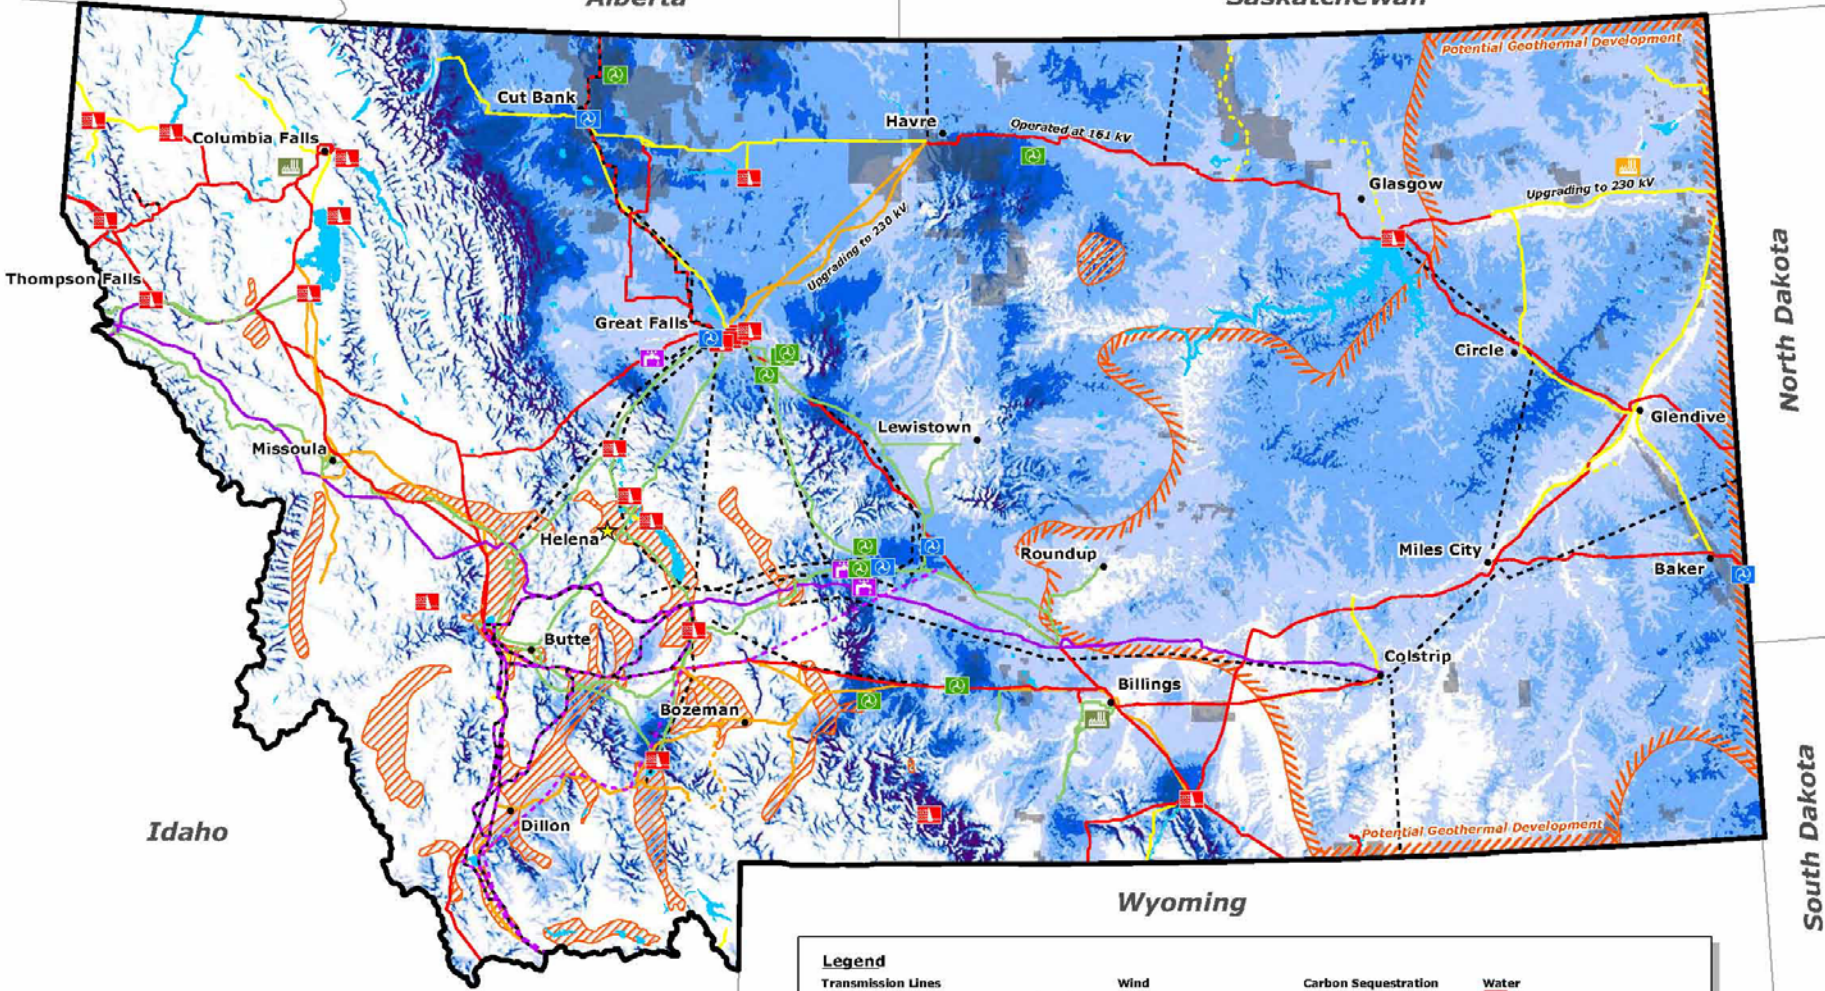 Alberta
Saskatchewan
Potential Geothermal Development
Cut Bank
Havre
Operated at 161 kV
Columbia Falls
Glasgow
Upgrading to 230 kV
Upgrading to 230 kV
Thompson Falls
Great Falls
Circle
North Dakota
Glendive
Lewistown
Missoula
Helena
Roundup
Miles City
Baker
Butte
Colstrip
Billings
Bozeman
Dillon
Idaho
Potential Geothermal Development
South Dakota
Wyoming
Legend
Transmission Lines Wind Carbon Sequestration Water